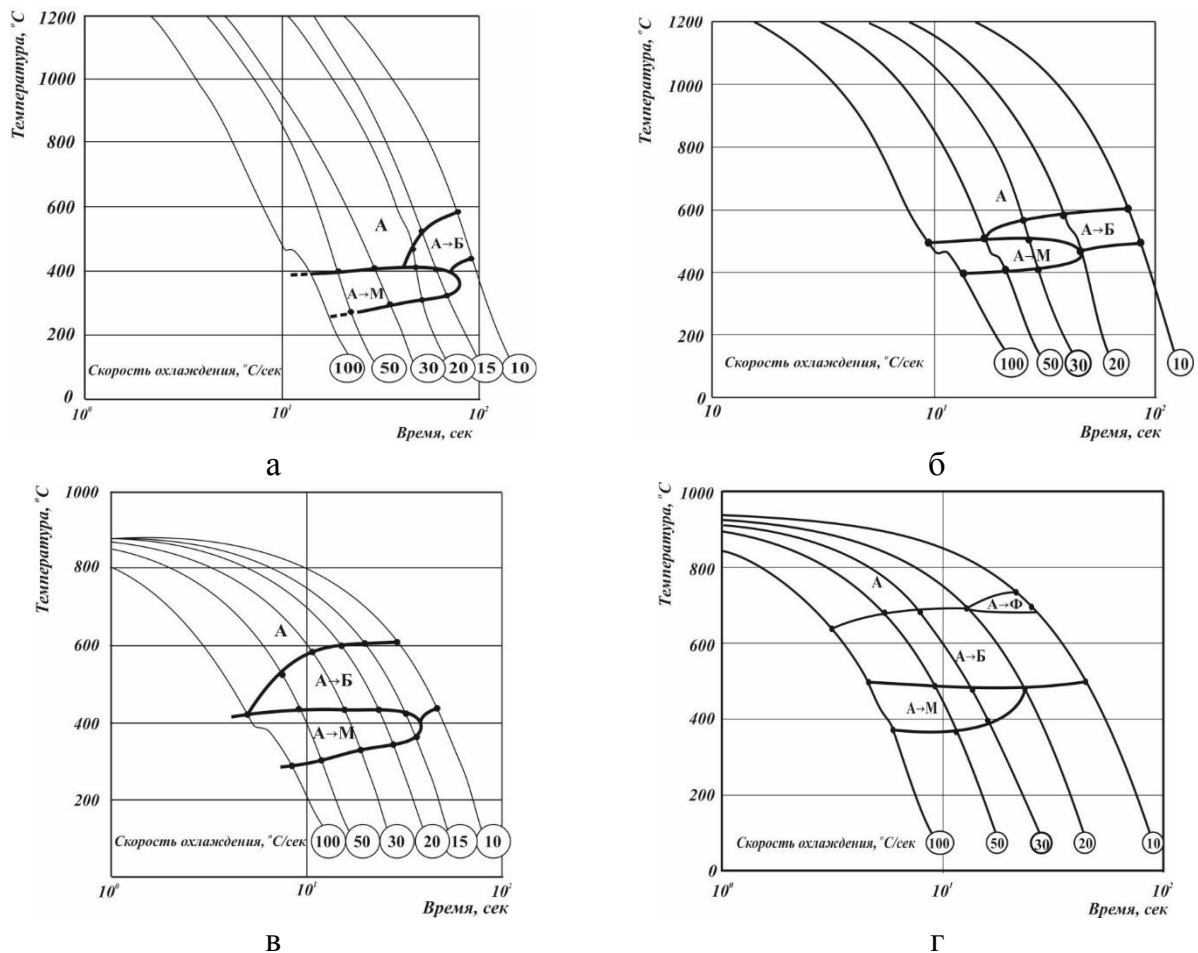 Температура, °С
1200
1000
800
600
400
200
0
А
А→Б
А→М
Скорость охлаждения, °С/сек
100
50
30
20
15
10
10⁰
10¹
10²
Время, сек
а
Температура, °С
1200
1000
800
600
400
200
0
А
А→Б
А→М
Скорость охлаждения, °С/сек
100
50
30
20
10
10
10¹
10²
Время, сек
б
Температура, °С
1000
800
600
400
200
А
А→Б
А→М
Скорость охлаждения, °С/сек
100
50
30
20
15
10
10⁰
10¹
10²
Время, сек
в
Температура, °С
1000
800
600
400
200
0
А
А→Ф
А→Б
А→М
Скорость охлаждения, °С/сек
100
50
30
20
10
10⁰
10¹
10²
Время, сек
г